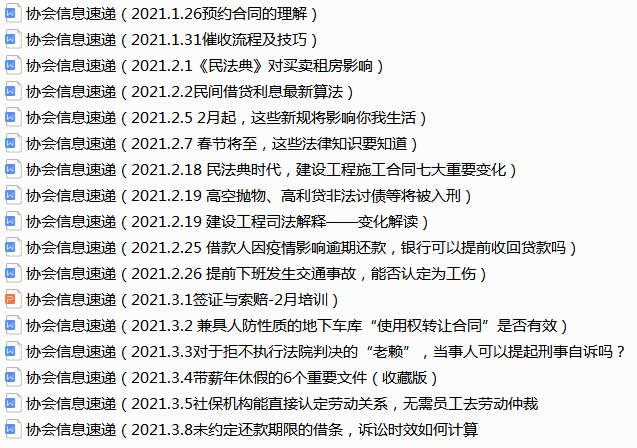 协会信息速递（2021.1.26预约合同的理解）
协会信息速递（2021.1.31催收流程及技巧）
协会信息速递（2021.2.1《民法典》对买卖租房影响）
协会信息速递（2021.2.2民间借贷利息最新算法）
协会信息速递（2021.2.5 2月起，这些新规将影响你我生活）
协会信息速递（2021.2.7 春节将至，这些法律知识要知道）
协会信息速递（2021.2.18 民法典时代，建设工程施工合同七大重要变化）
协会信息速递（2021.2.19 高空抛物、高利贷非法讨债等将被入刑）
协会信息速递（2021.2.19 建设工程司法解释——变化解读）
协会信息速递（2021.2.25 借款人因疫情影响逾期还款，银行可以提前收回贷款吗）
协会信息速递（2021.2.26 提前下班发生交通事故，能否认定为工伤）
协会信息速递（2021.3.1签证与索赔-2月培训）
协会信息速递（2021.3.2 兼具人防性质的地下车库“使用权转让合同”是否有效）
协会信息速递（2021.3.3对于拒不执行法院判决的“老赖”，当事人可以提起刑事自诉吗？
协会信息速递（2021.3.4带薪年休假的6个重要文件（收藏版）
协会信息速递（2021.3.5社保机构能直接认定劳动关系，无需员工去劳动仲裁
协会信息速递（2021.3.8未约定还款期限的借条，诉讼时效如何计算